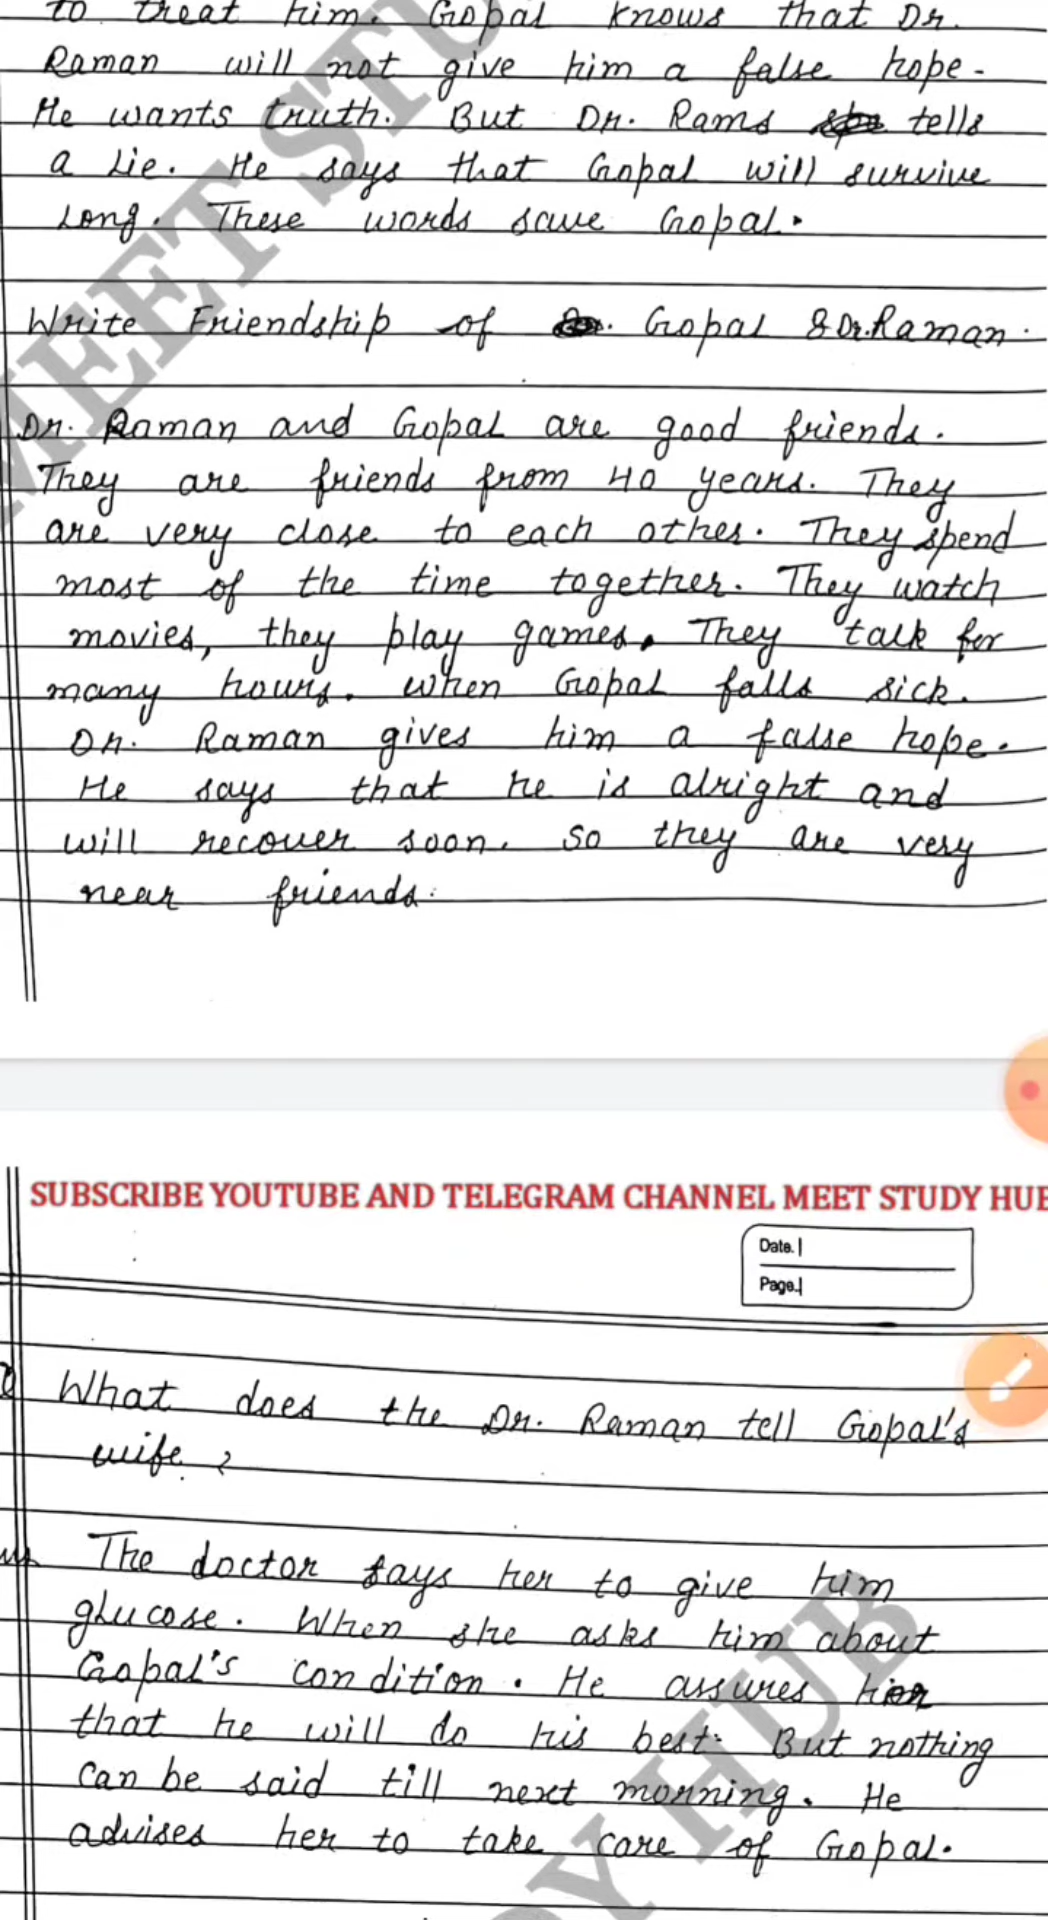 to treat him. Gopal knows that Dr.
Raman will not give him a false hope.
He wants truth. But Dr. Rams tells
a Lie. He says that Gopal will survive
Long. These words save Gopal.
Write Friendship of Gopal & Dr. Raman.
Dr. Raman and Gopal are good friends.
They are friends from 40 years. They
are very close to each other. They spend
most of the time together. They watch
movies, they play games. They talk for
many hours. When Gopal falls sick.
Dr. Raman gives him a false hope.
He says that he is alright and
will recover soon. So they are very
near friends.
SUBSCRIBE YOUTUBE AND TELEGRAM CHANNEL MEET STUDY HUB
Date.
Page.
What does the Dr. Raman tell Gopal's
wife?
The doctor says her to give him
glucose. When she asks him about
Gopal's condition. He assures her
that he will do his best. But nothing
can be said till next morning. He
advises her to take care of Gopal.
MEET STU
DY HUB